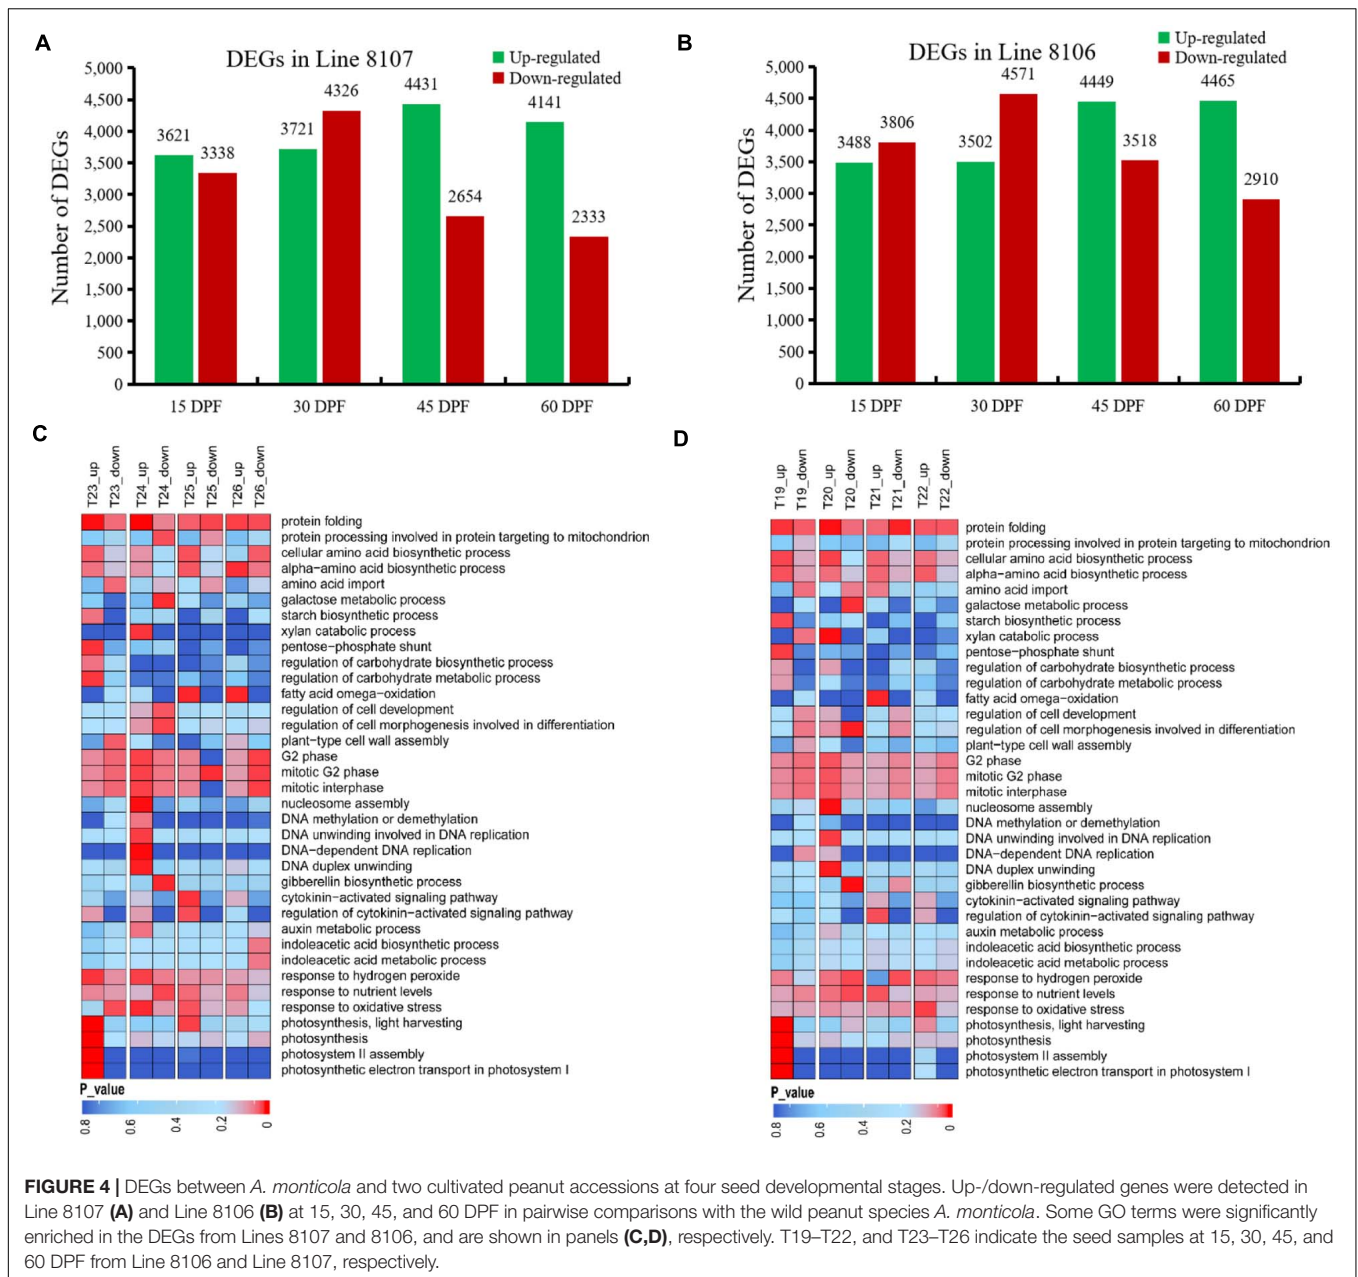 A
DEGs in Line 8107
Up-regulated
Down-regulated
Number of DEGs
5,000
4,500
4,000
3,500
3,000
2,500
2,000
1,500
1,000
500
0
3621
3338
3721
4326
4431
2654
4141
2333
15 DPF
30 DPF
45 DPF
60 DPF
B
DEGs in Line 8106
Up-regulated
Down-regulated
Number of DEGs
5,000
4,500
4,000
3,500
3,000
2,500
2,000
1,500
1,000
500
0
3488
3806
3502
4571
4449
3518
4465
2910
15 DPF
30 DPF
45 DPF
60 DPF
C
T23_up
T23_down
T24_up
T24_down
T25_up
T25_down
T26_up
T26_down
protein folding
protein processing involved in protein targeting to mitochondrion
cellular amino acid biosynthetic process
alpha−amino acid biosynthetic process
amino acid import
galactose metabolic process
starch biosynthetic process
xylan catabolic process
pentose−phosphate shunt
regulation of carbohydrate biosynthetic process
regulation of carbohydrate metabolic process
fatty acid omega−oxidation
regulation of cell development
regulation of cell morphogenesis involved in differentiation
plant−type cell wall assembly
G2 phase
mitotic G2 phase
mitotic interphase
nucleosome assembly
DNA methylation or demethylation
DNA unwinding involved in DNA replication
DNA−dependent DNA replication
DNA duplex unwinding
gibberellin biosynthetic process
cytokinin−activated signaling pathway
regulation of cytokinin−activated signaling pathway
auxin metabolic process
indoleacetic acid biosynthetic process
indoleacetic acid metabolic process
response to hydrogen peroxide
response to nutrient levels
response to oxidative stress
photosynthesis, light harvesting
photosynthesis
photosystem II assembly
photosynthetic electron transport in photosystem I
P_value
0.8
0.6
0.4
0.2
0
D
T19_up
T19_down
T20_up
T20_down
T21_up
T21_down
T22_up
T22_down
protein folding
protein processing involved in protein targeting to mitochondrion
cellular amino acid biosynthetic process
alpha−amino acid biosynthetic process
amino acid import
galactose metabolic process
starch biosynthetic process
xylan catabolic process
pentose−phosphate shunt
regulation of carbohydrate biosynthetic process
regulation of carbohydrate metabolic process
fatty acid omega−oxidation
regulation of cell development
regulation of cell morphogenesis involved in differentiation
plant−type cell wall assembly
G2 phase
mitotic G2 phase
mitotic interphase
nucleosome assembly
DNA methylation or demethylation
DNA unwinding involved in DNA replication
DNA−dependent DNA replication
DNA duplex unwinding
gibberellin biosynthetic process
cytokinin−activated signaling pathway
regulation of cytokinin−activated signaling pathway
auxin metabolic process
indoleacetic acid biosynthetic process
indoleacetic acid metabolic process
response to hydrogen peroxide
response to nutrient levels
response to oxidative stress
photosynthesis, light harvesting
photosynthesis
photosystem II assembly
photosynthetic electron transport in photosystem I
P_value
0.8
0.6
0.4
0.2
0
FIGURE 4 | DEGs between A. monticola and two cultivated peanut accessions at four seed developmental stages. Up-/down-regulated genes were detected in
Line 8107 (A) and Line 8106 (B) at 15, 30, 45, and 60 DPF in pairwise comparisons with the wild peanut species A. monticola. Some GO terms were significantly
enriched in the DEGs from Lines 8107 and 8106, and are shown in panels (C,D), respectively. T19–T22, and T23–T26 indicate the seed samples at 15, 30, 45, and
60 DPF from Line 8106 and Line 8107, respectively.